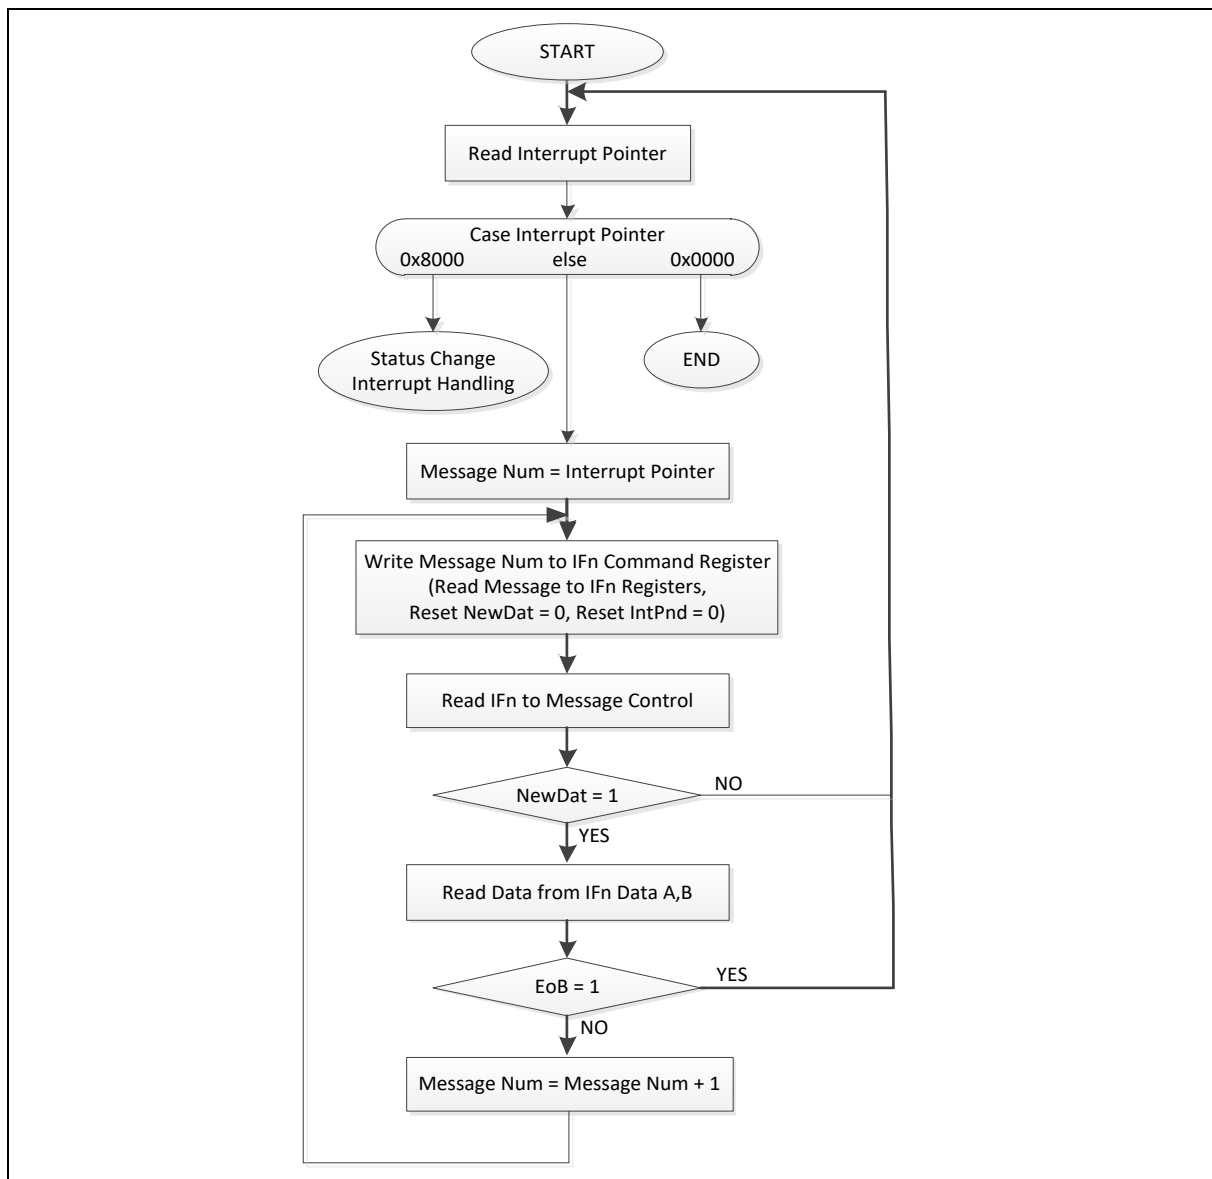 START
Read Interrupt Pointer
Case Interrupt Pointer
0x8000 else 0x0000
Status Change
Interrupt Handling
END
Message Num = Interrupt Pointer
Write Message Num to IFn Command Register
(Read Message to IFn Registers,
Reset NewDat = 0, Reset IntPnd = 0)
Read IFn to Message Control
NewDat = 1
NO
YES
Read Data from IFn Data A,B
EoB = 1
YES
NO
Message Num = Message Num + 1